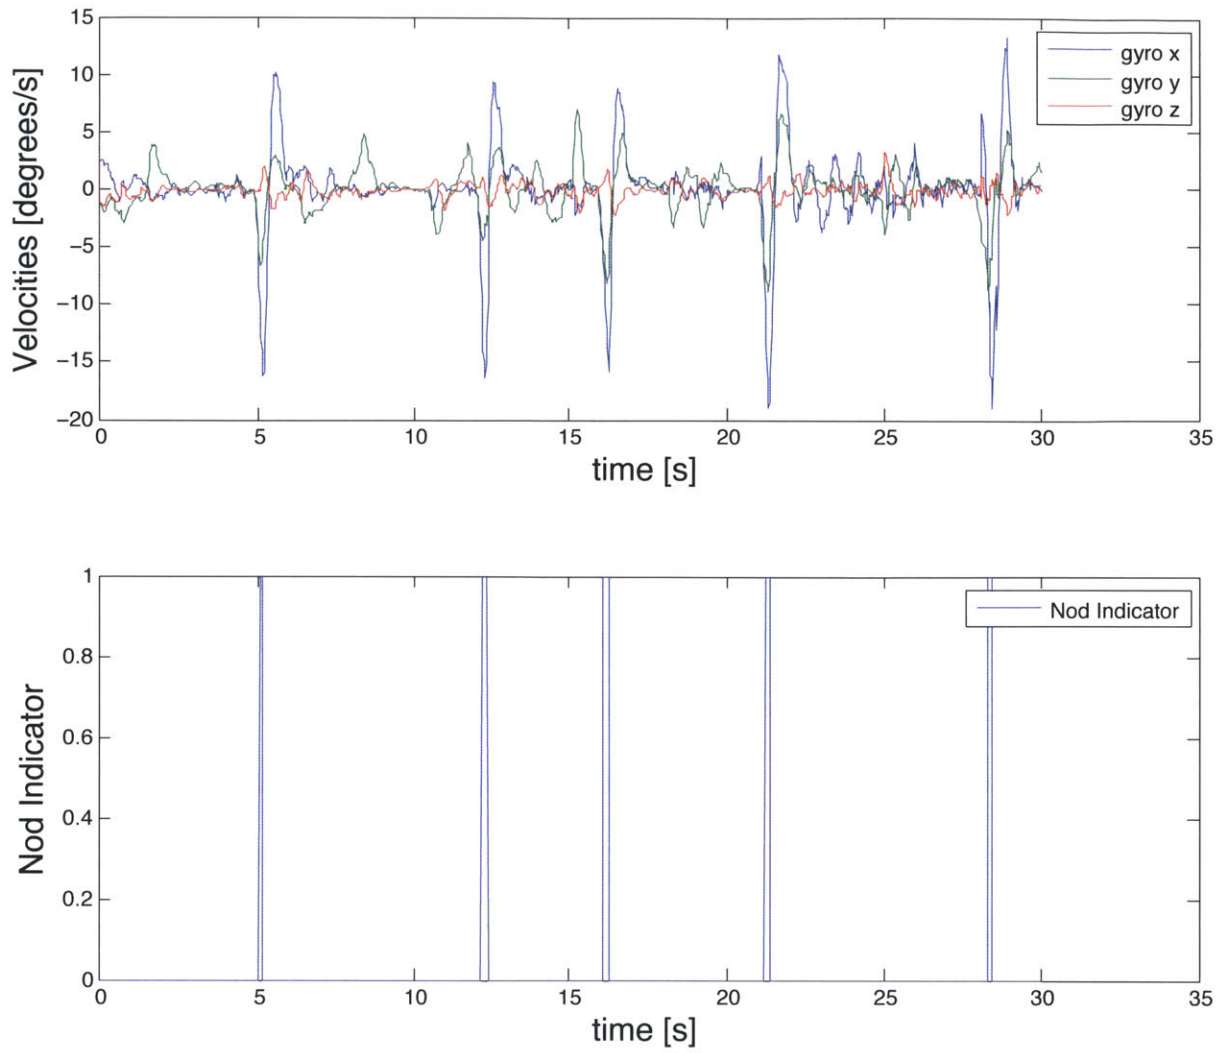 15
10
5
0
−5
−10
−15
−20
Velocities [degrees/s]
gyro x
gyro y
gyro z
0 5 10 15 20 25 30 35
time [s]
1
0.8
0.6
0.4
0.2
0
Nod Indicator
Nod Indicator
0 5 10 15 20 25 30 35
time [s]